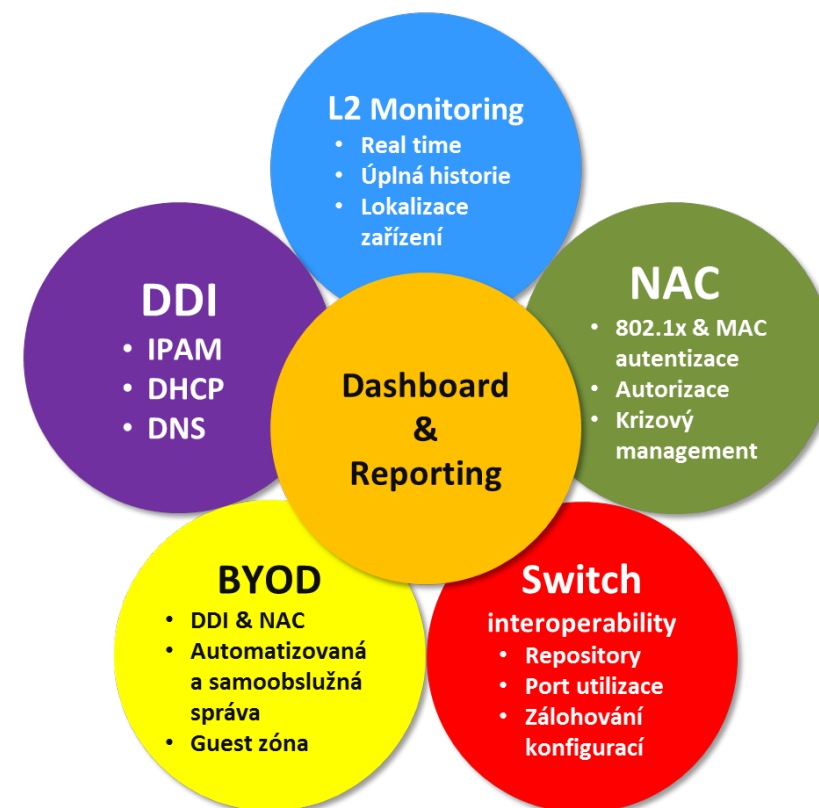 L2 Monitoring
• Real time
• Úplná historie
• Lokalizace
zařízení
DDI
• IPAM
• DHCP
• DNS
NAC
• 802.1x & MAC
autentizace
• Autorizace
• Krizový
management
Dashboard
&
Reporting
BYOD
• DDI & NAC
• Automatizovaná
a samoobslužná
správa
• Guest zóna
Switch
interoperability
• Repository
• Port utilizace
• Zálohování
konfigurací